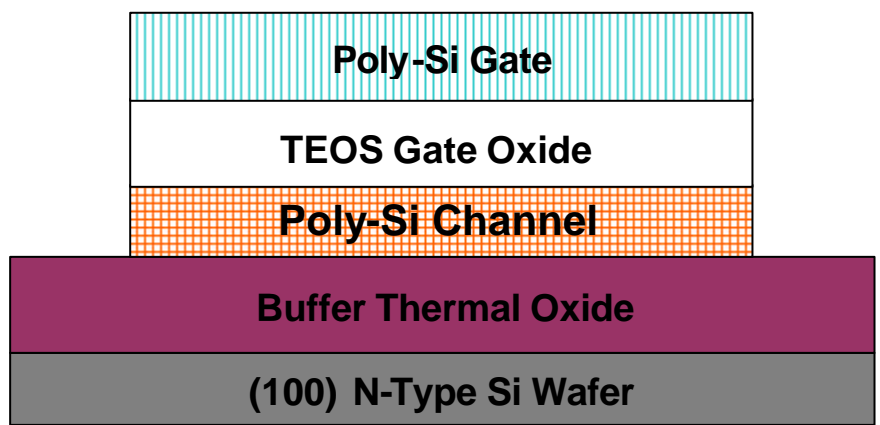 Poly-Si Gate
TEOS Gate Oxide
Poly-Si Channel
Buffer Thermal Oxide
(100) N-Type Si Wafer